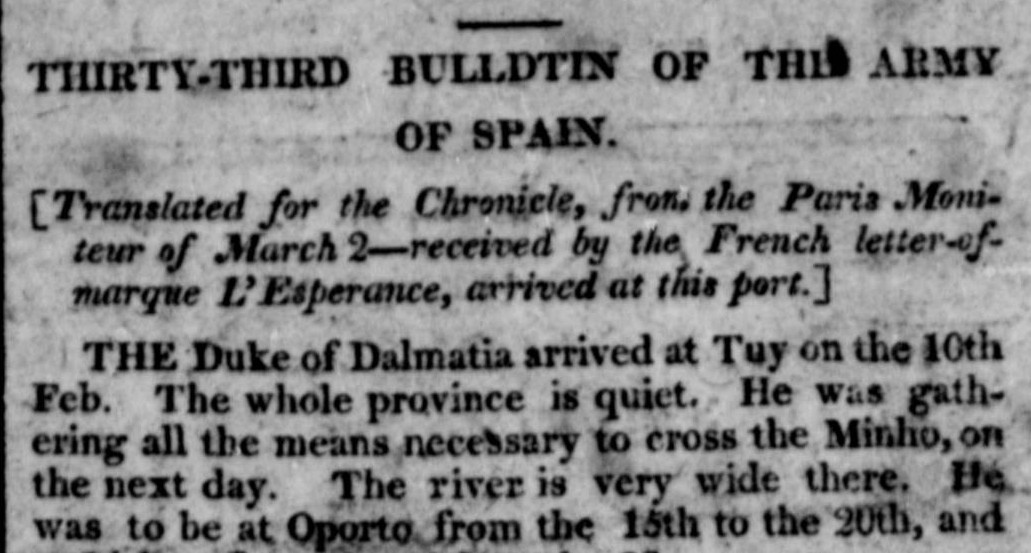 THIRTY-THIRD BULLDTIN OF THE ARMY
OF SPAIN.
[Translated for the Chronicle, from the Paris Moni-
teur of March 2—received by the French letter-of-
marque L'Esperance, arrived at this port.]
THE Duke of Dalmatia arrived at Tuy on the 10th
Feb. The whole province is quiet. He was gath-
ering all the means necessary to cross the Minho, on
the next day. The river is very wide there. He
was to be at Oporto from the 15th to the 20th, and